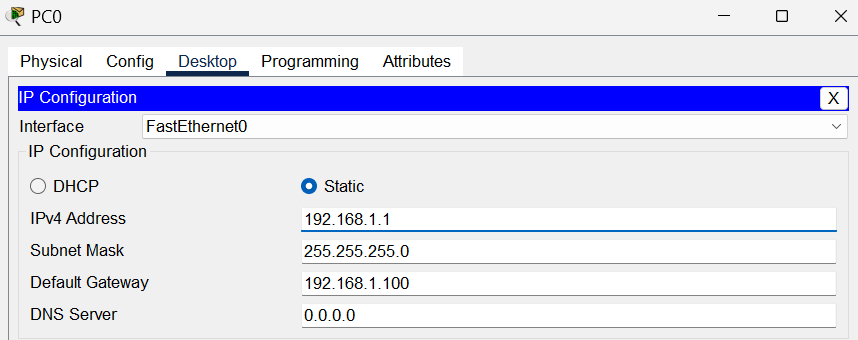 PC0
Physical Config Desktop Programming Attributes
IP Configuration X
Interface FastEthernet0
IP Configuration
DHCP Static
IPv4 Address 192.168.1.1
Subnet Mask 255.255.255.0
Default Gateway 192.168.1.100
DNS Server 0.0.0.0